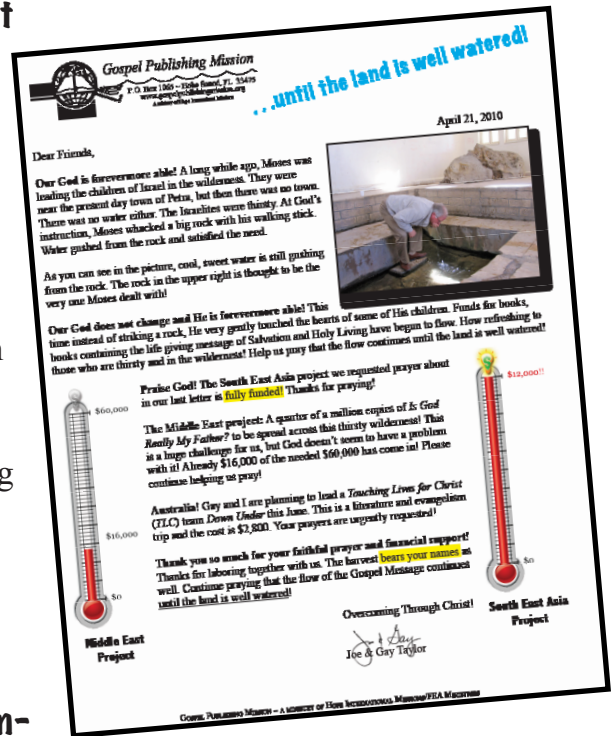 t
Gospel Publishing Mission
P.O. Box 1065 ~ Hobe Sound, FL 33475
www.gospelpublishingmission.org
...until the land is well watered!
April 21, 2010
Dear Friends,
Our God is forevermore able! A long while ago, Moses was
leading the children of Israel in the wilderness. They were
near the present day town of Petra, but then there was no town.
There was no water either. The Israelites were thirsty. At God's
instruction, Moses whacked a big rock with his walking stick.
Water gushed from the rock and satisfied the need.
As you can see in the picture, cool, sweet water is still gushing
from the rock. The rock in the upper right is thought to be the
very one Moses dealt with!
Our God does not change and He is forevermore able! This
time instead of striking a rock, He very gently touched the hearts of some of His children. Funds for books,
books containing the life giving message of Salvation and Holy Living have begun to flow. How refreshing to
those who are thirsty and in the wilderness! Help us pray that the flow continues until the land is well watered!
Praise God! The South East Asia project we requested prayer about
in our last letter is fully funded! Thanks for praying!
The Middle East project: A quarter of a million copies of Is God
Really My Father? to be spread across this thirsty wilderness! This
is a huge challenge for us, but God doesn't seem to have a problem
with it! Already $16,000 of the needed $60,000 has come in! Please
continue helping us pray!
Australia! Gay and I are planning to lead a Touching Lives for Christ
(TLC) team Down Under this June. This is a literature and evangelism
trip and the cost is $2,800. Your prayers are urgently requested!
Thank you so much for your faithful prayer and financial support!
Thanks for laboring together with us. The harvest bears your names as
well. Continue praying that the flow of the Gospel Message continues
until the land is well watered!
Overcoming Through Christ!
Joe & Gay
Joe & Gay Taylor
$60,000
$16,000
$0
Middle East
Project
$12,000!!
$0
South East Asia
Project
Gospel Publishing Mission ~ A ministry of Hope International Missions/FEA Ministries
n
g
m-